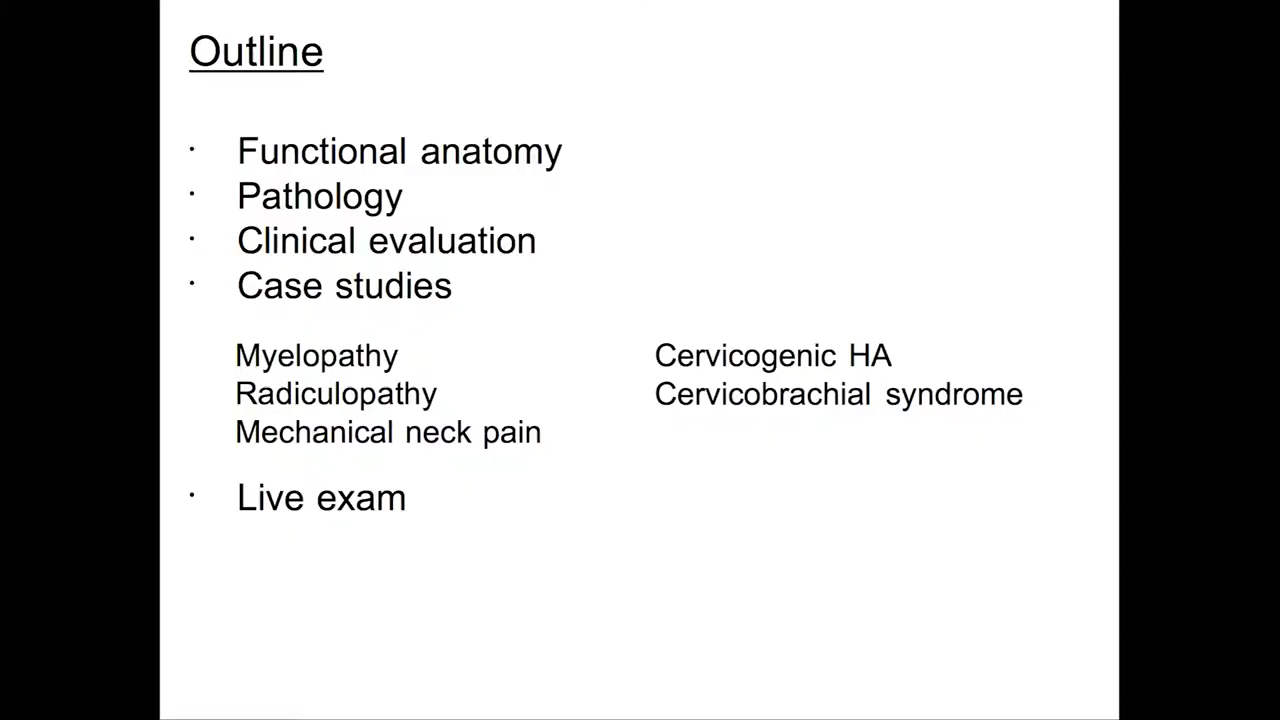 Outline
· Functional anatomy
· Pathology
· Clinical evaluation
· Case studies
Myelopathy
Radiculopathy
Mechanical neck pain
Cervicogenic HA
Cervicobrachial syndrome
· Live exam